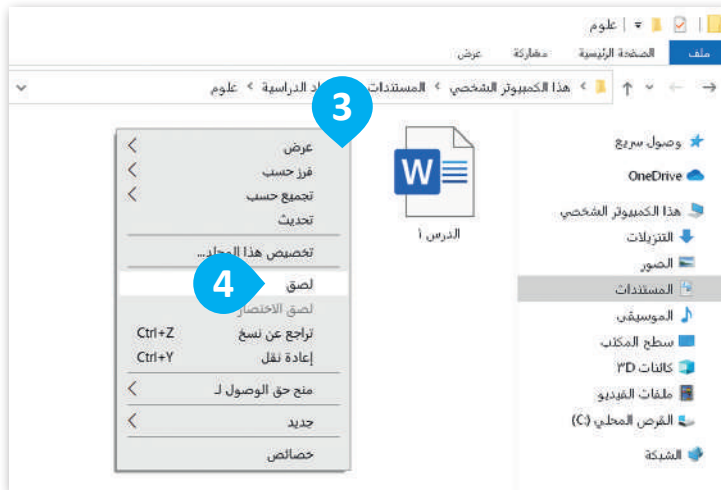 علوم
ملف الصفحة الرئيسية مشاركة عرض
هذا الكمبيوتر الشخصي > المستندات > د الدراسية > علوم
3
وصول سريع
OneDrive
هذا الكمبيوتر الشخصي
التنزيلات
الصور
المستندات
الموسيقى
سطح المكتب
كائنات ٣D
ملفات الفيديو
القرص المحلي (C:)
الشبكة
W
الدرس ١
عرض
فرز حسب
تجميع حسب
تحديث
تخصيص هذا المجلد...
4
لصق
لصق الاختصار
تراجع عن نسخ Ctrl+Z
إعادة نقل Ctrl+Y
منح حق الوصول لـ
جديد
خصائص